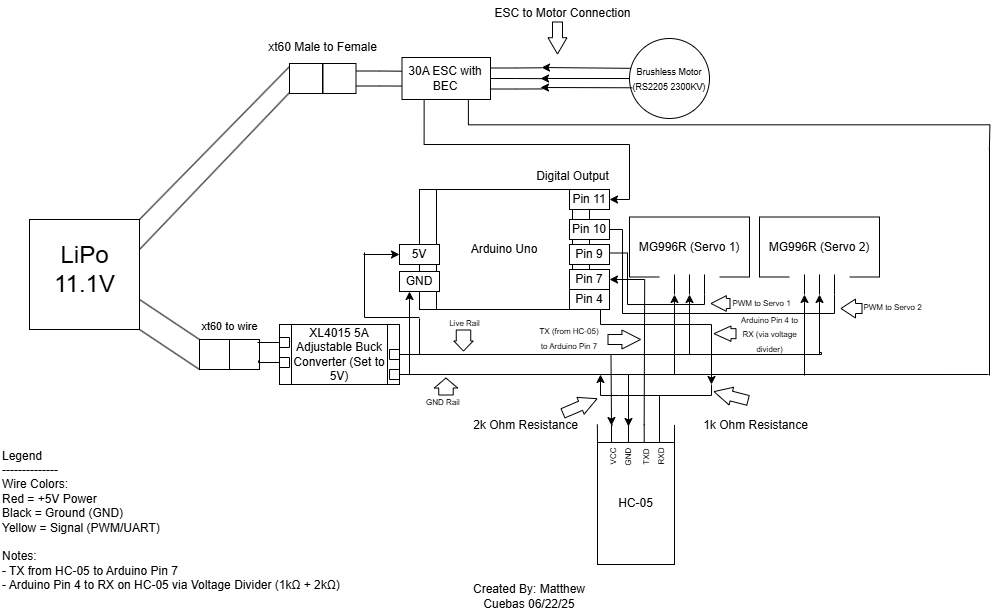 ESC to Motor Connection
xt60 Male to Female
30A ESC with
BEC
Brushless Motor
(RS2205 2300KV)
Digital Output
LiPo
11.1V
Arduino Uno
5V
GND
Pin 11
Pin 10
Pin 9
Pin 7
Pin 4
MG996R (Servo 1)
MG996R (Servo 2)
PWM to Servo 1
PWM to Servo 2
Arduino Pin 4 to
RX (via voltage
divider)
TX (from HC-05)
to Arduino Pin 7
xt60 to wire
XL4015 5A
Adjustable Buck
Converter (Set to
5V)
Live Rail
GND Rail
2k Ohm Resistance
1k Ohm Resistance
VCC
GND
TXD
RXD
HC-05
Legend
--------------
Wire Colors:
Red = +5V Power
Black = Ground (GND)
Yellow = Signal (PWM/UART)
Notes:
- TX from HC-05 to Arduino Pin 7
- Arduino Pin 4 to RX on HC-05 via Voltage Divider (1kΩ + 2kΩ)
Created By: Matthew
Cuebas 06/22/25